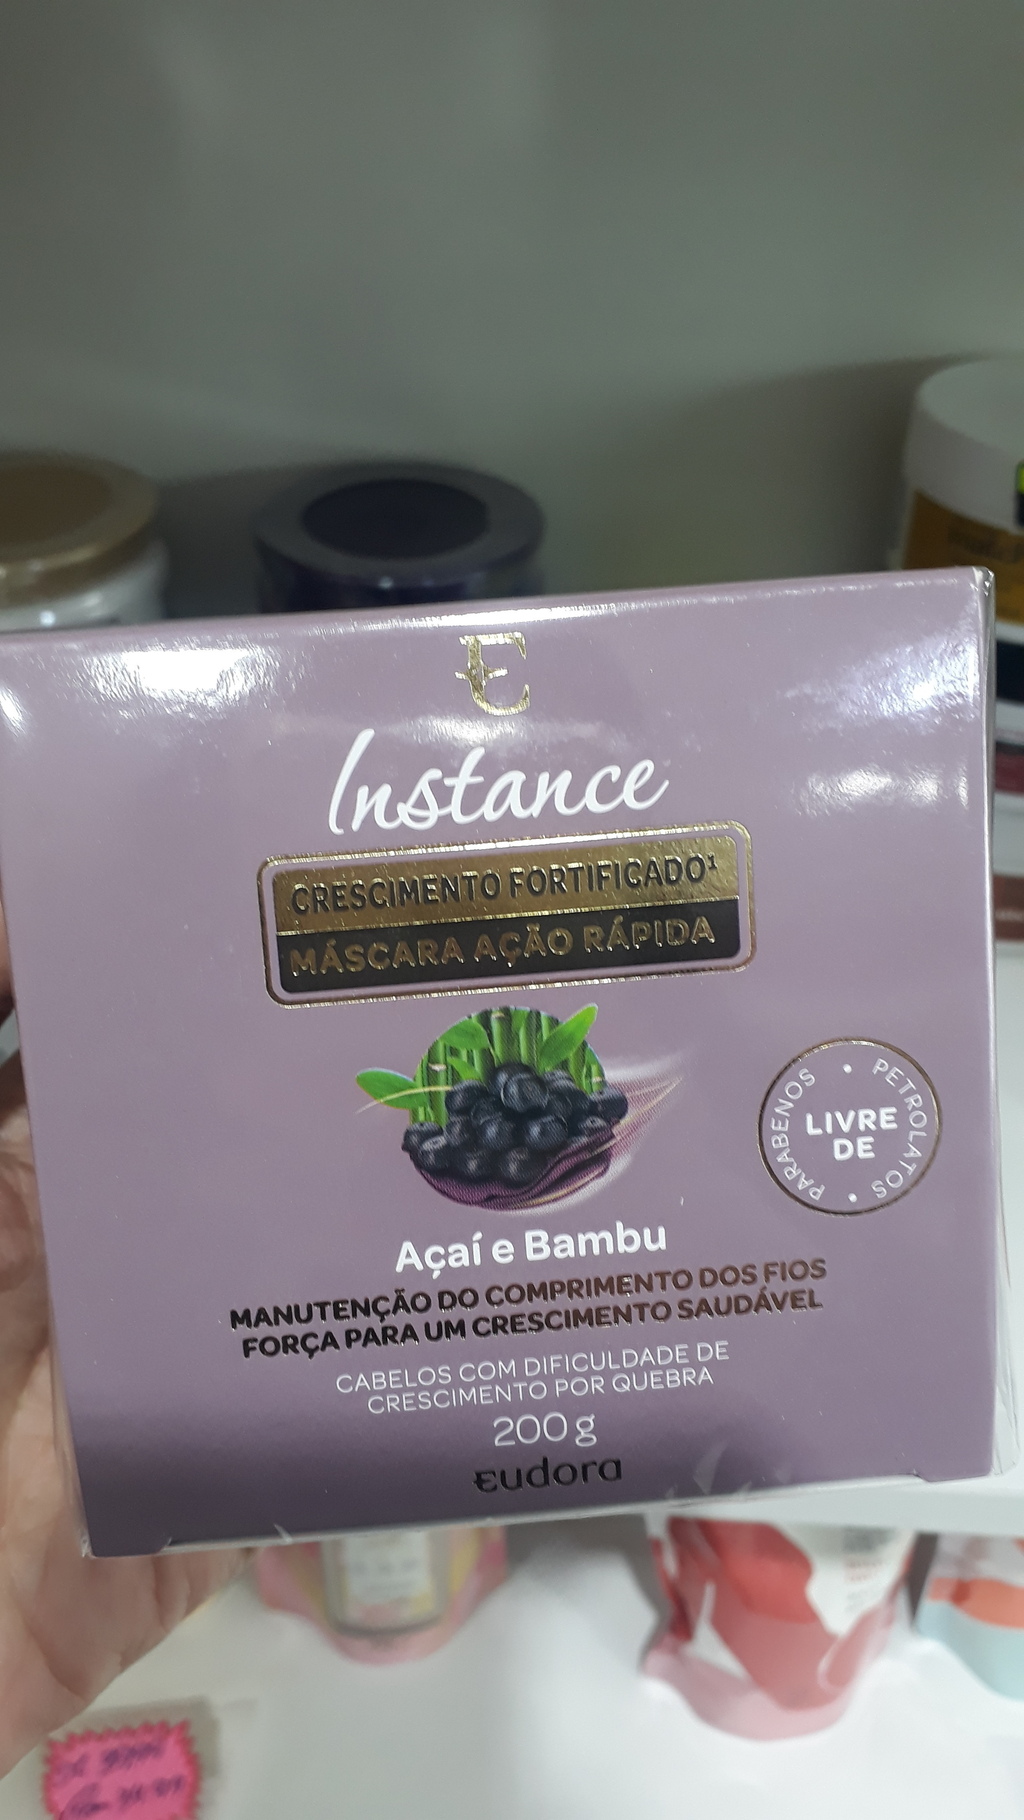 E
Instance
CRESCIMENTO FORTIFICADO¹
MÁSCARA AÇÃO RÁPIDA
PARABENOS • PETROLATOS •
LIVRE
DE
Açaí e Bambu
MANUTENÇÃO DO COMPRIMENTO DOS FIOS
FORÇA PARA UM CRESCIMENTO SAUDÁVEL
CABELOS COM DIFICULDADE DE
CRESCIMENTO POR QUEBRA
200 g
eudora